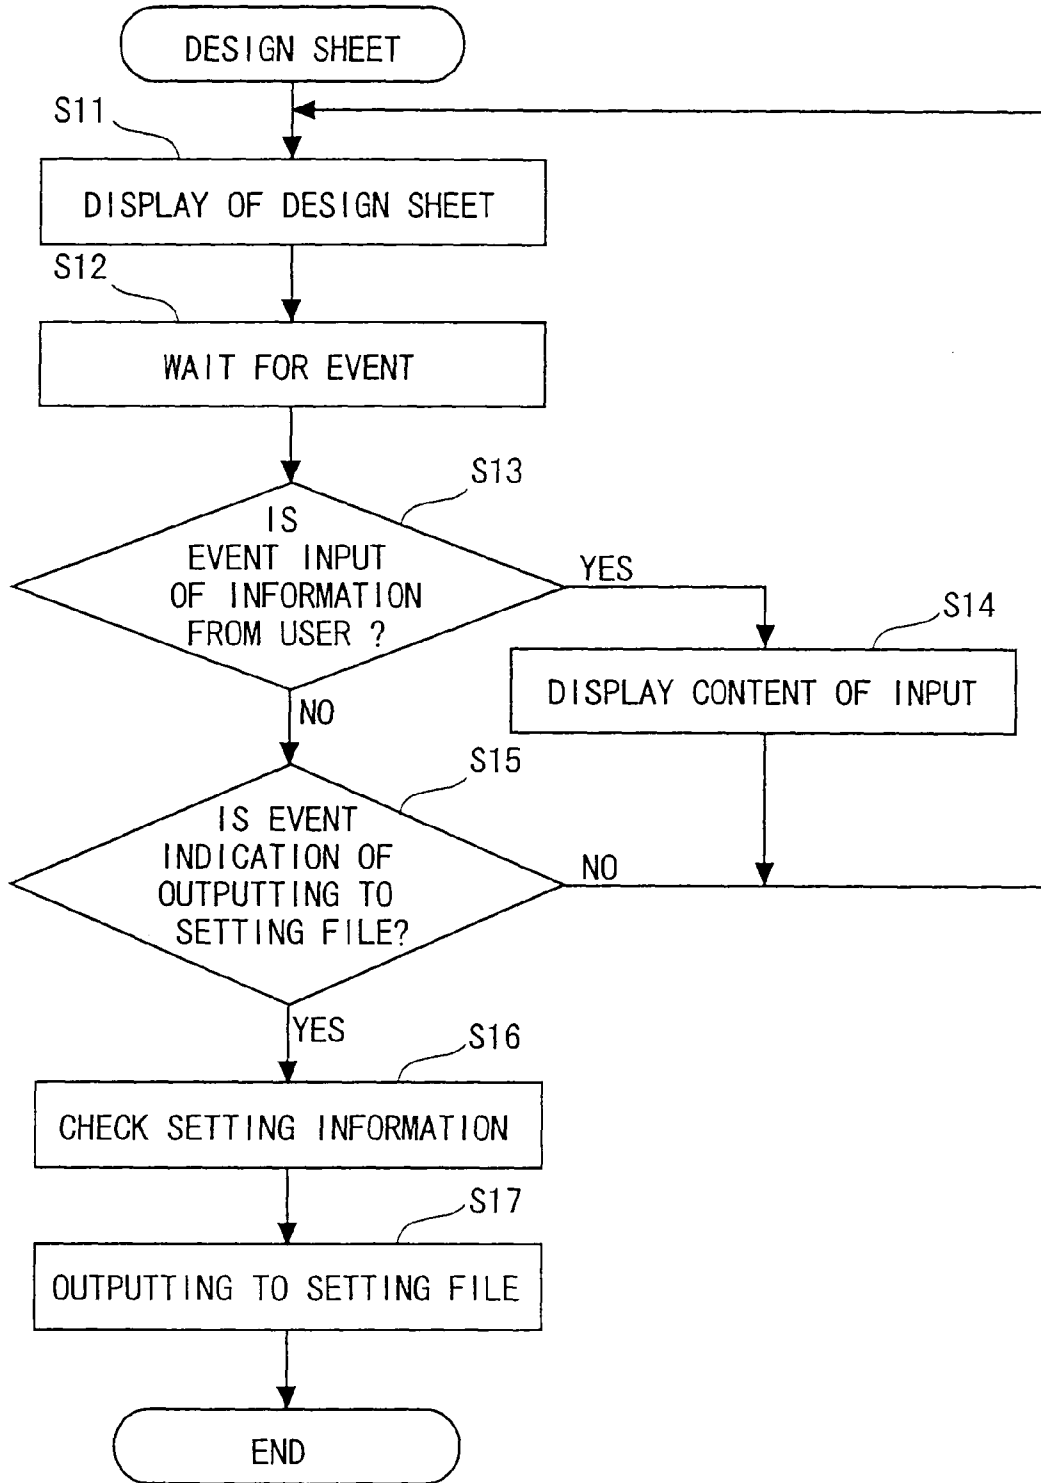 DESIGN SHEET
S11
DISPLAY OF DESIGN SHEET
S12
WAIT FOR EVENT
S13
IS
EVENT INPUT
OF INFORMATION
FROM USER ?
YES
S14
DISPLAY CONTENT OF INPUT
NO
S15
IS EVENT
INDICATION OF
OUTPUTTING TO
SETTING FILE?
NO
YES
S16
CHECK SETTING INFORMATION
S17
OUTPUTTING TO SETTING FILE
END